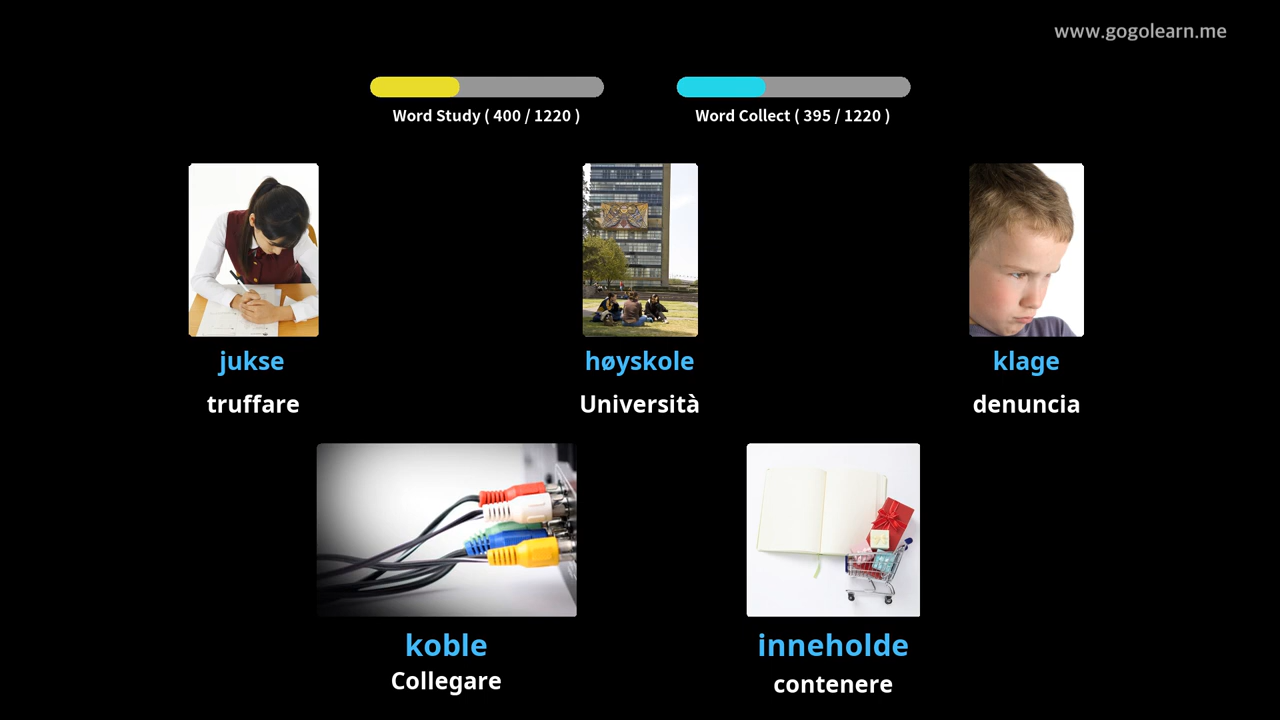 www.gogolearn.me
Word Study ( 400 / 1220 )
Word Collect ( 395 / 1220 )
jukse
høyskole
klage
truffare
Università
denuncia
koble
inneholde
Collegare
contenere